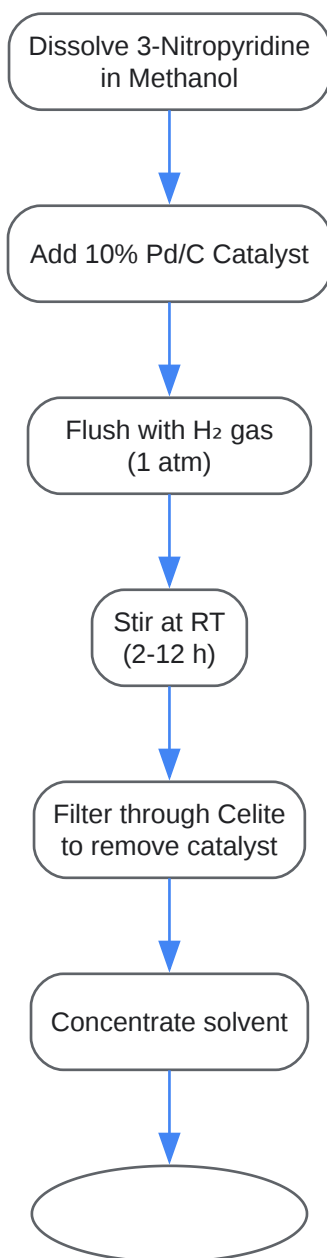 Dissolve 3-Nitropyridine
in Methanol
Add 10% Pd/C Catalyst
Flush with H₂ gas
(1 atm)
Stir at RT
(2-12 h)
Filter through Celite
to remove catalyst
Concentrate solvent